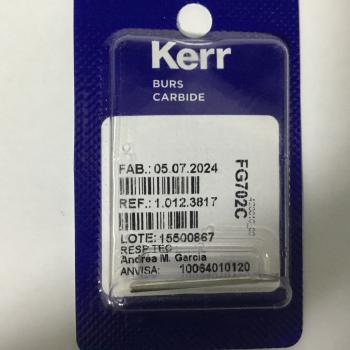 Kerr
BURS
CARBIDE
FAB.: 05.07.2024
REF.: 1.012.3817
FG702C
LOTE: 15500867
RESP TEC
Andrea M. Garcia
ANVISA: 10064010120